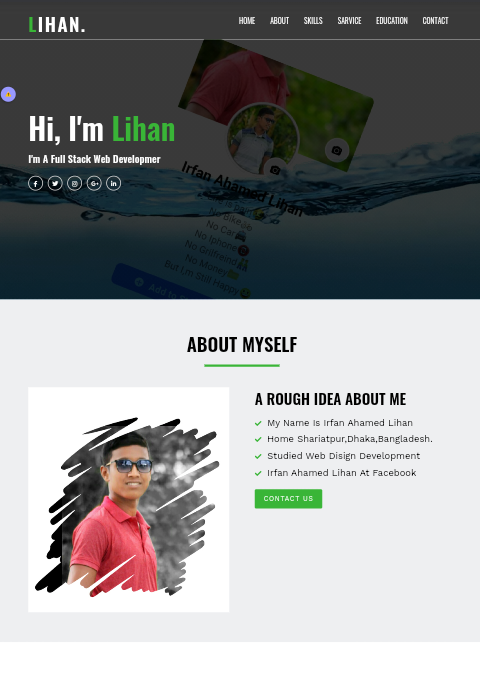 LIHAN.
HOME ABOUT SKILLS SARVICE EDUCATION CONTACT
Hi, I'm Lihan
I'm A Full Stack Web Developmer
Irfan Ahamed Lihan
No Bike
No Car
No Iphone
No Girlfreind
No Money
But I'm still Happy
Add to
ABOUT MYSELF
A ROUGH IDEA ABOUT ME
My Name Is Irfan Ahamed Lihan
Home Shariatpur,Dhaka,Bangladesh.
Studied Web Disign Development
Irfan Ahamed Lihan At Facebook
CONTACT US